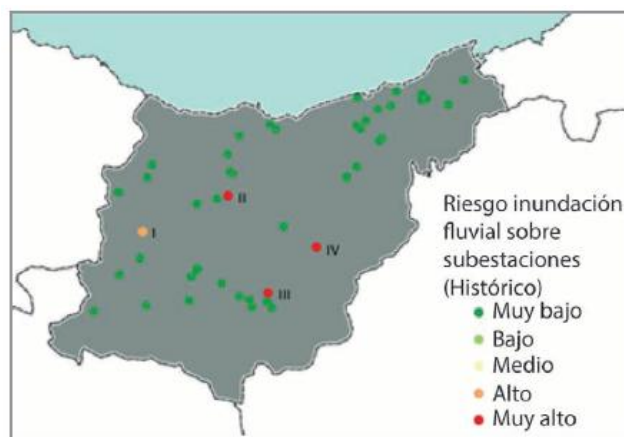 II
I
IV
III
Riesgo inundación
fluvial sobre
subestaciones
(Histórico)
Muy bajo
Bajo
Medio
Alto
Muy alto